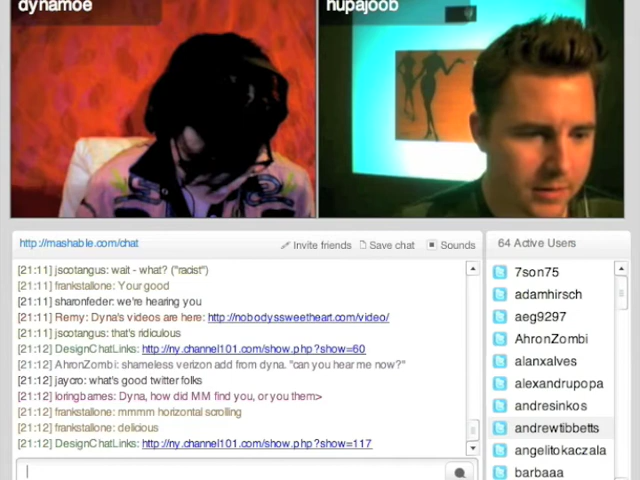 dynamoe
hupajoob
http://mashable.com/chat
Invite friends
Save chat
Sounds
64 Active Users
[21:11] jscotangus: wait - what? ("racist")
[21:11] frankstallone: Your good
[21:11] sharonfeder: we're hearing you
[21:11] Remy: Dyna's videos are here: http://nobodyssweetheart.com/video/
[21:11] jscotangus: that's ridiculous
[21:12] DesignChatLinks: http://ny.channel101.com/show.php?show=60
[21:12] AhronZombi: shameless verizon add from dyna. "can you hear me now?"
[21:12] jaycro: what's good twitter folks
[21:12] loringbarnes: Dyna, how did MM find you, or you them>
[21:12] frankstallone: mmmm horizontal scrolling
[21:12] frankstallone: delicious
[21:12] DesignChatLinks: http://ny.channel101.com/show.php?show=117
7son75
adamhirsch
aeg9297
AhronZombi
alanxalves
alexandrupopa
andresinkos
andrewtibbetts
angelitokaczala
barbaaa